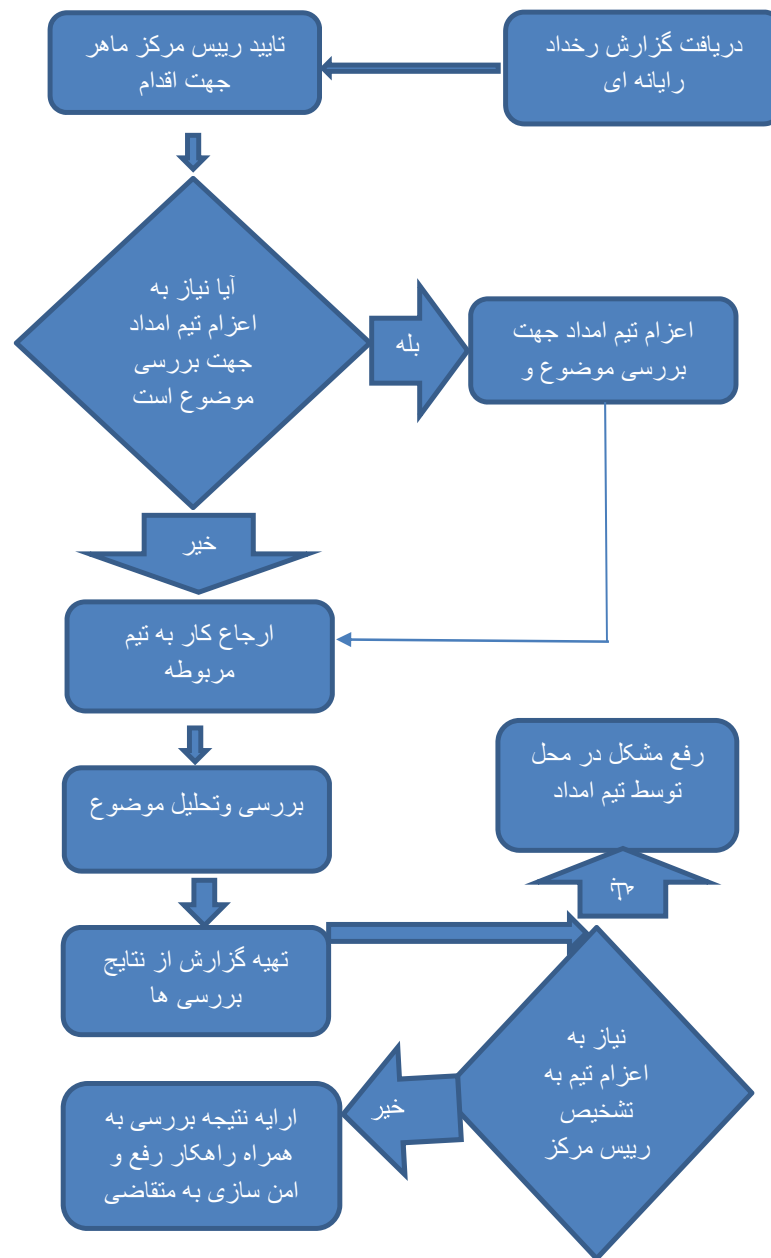 دریافت گزارش رخداد
رایانه ای
تایید رییس مرکز ماهر
جهت اقدام
آیا نیاز به
اعزام تیم امداد
جهت بررسی
موضوع است
بله
اعزام تیم امداد جهت
بررسی موضوع و
خیر
ارجاع کار به تیم
مربوطه
بررسی وتحلیل موضوع
تهیه گزارش از نتایج
بررسی ها
نیاز به
اعزام تیم به
تشخیص
رییس مرکز
بله
رفع مشکل در محل
توسط تیم امداد
خیر
ارایه نتیجه بررسی به
همراه راهکار رفع و
امن سازی به متقاضی